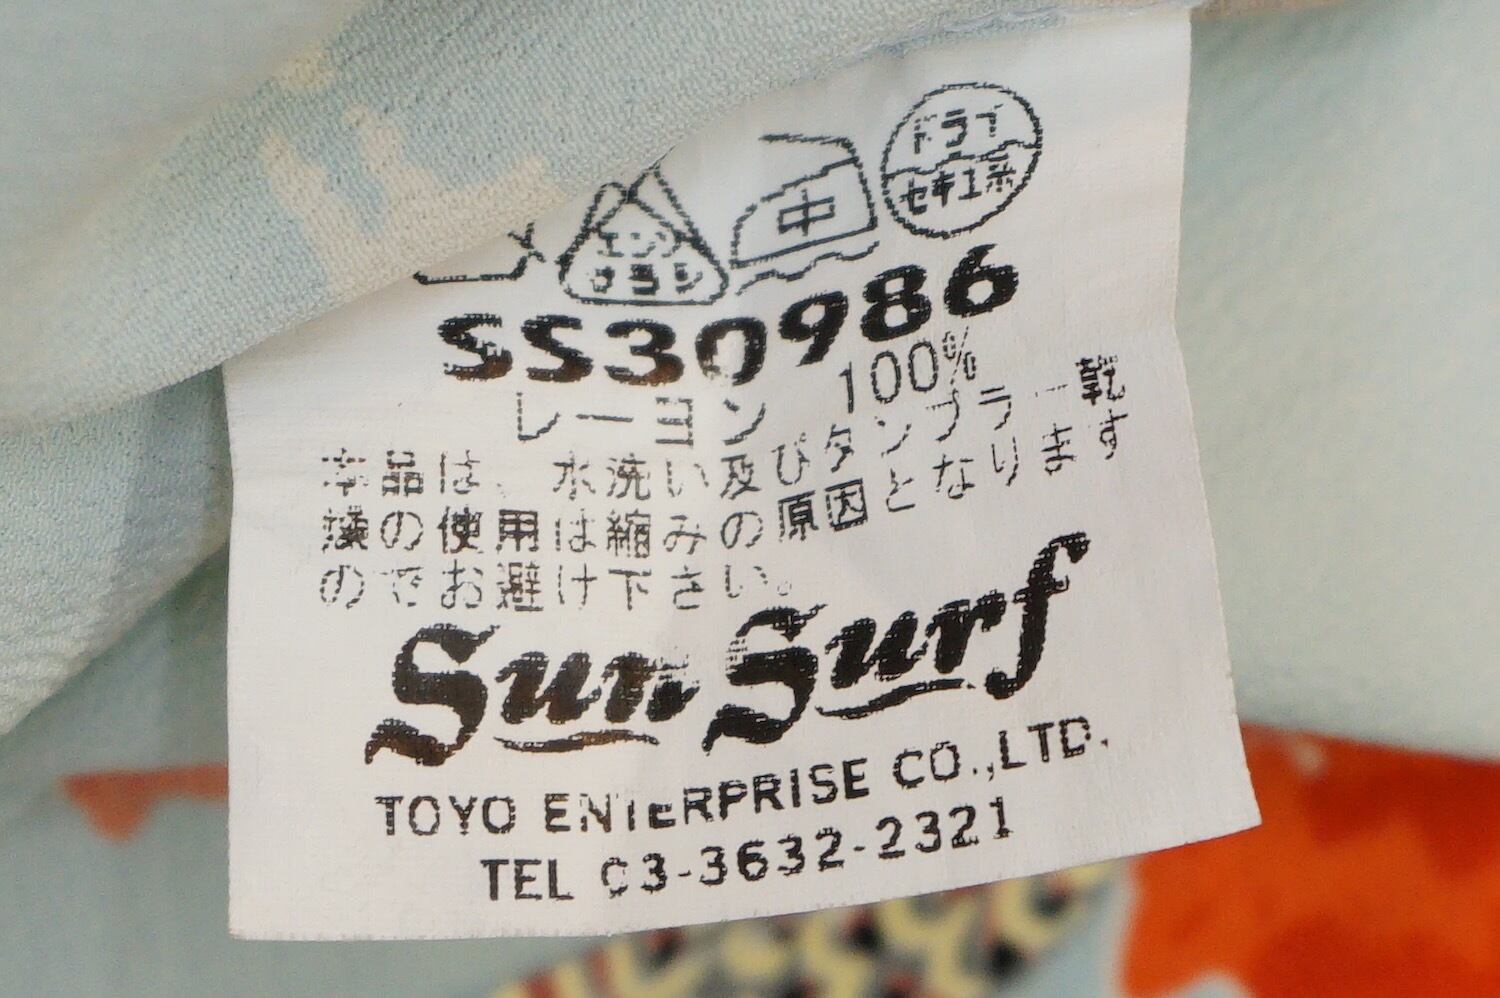 ドライ
セキユ系
エンソ
サラシ
中
SS30986
レーヨン 100%
本品は、水洗い及びタンブラー乾
燥の使用は縮みの原因となります
のでお避け下さい。
Sun Surf
TOYO ENTERPRISE CO.,LTD.
TEL 03-3632-2321